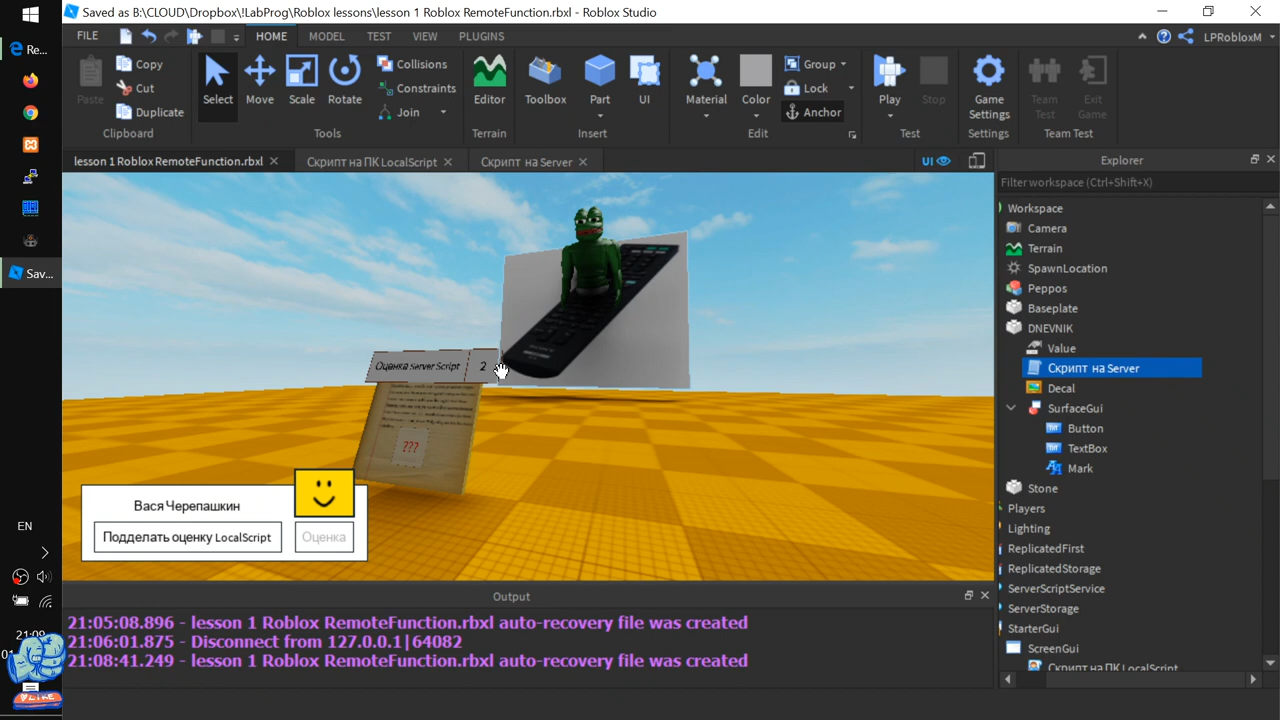 Saved as B:\CLOUD\Dropbox\!LabProg\Roblox lessons\lesson 1 Roblox RemoteFunction.rbxl - Roblox Studio
Re...
Sav...
EN
21:09
LIKE
FILE
HOME
MODEL
TEST
VIEW
PLUGINS
LPRobloxM
Paste
Copy
Cut
Duplicate
Clipboard
Select
Move
Scale
Rotate
Collisions
Constraints
Join
Tools
Editor
Terrain
Toolbox
Part
UI
Insert
Material
Color
Group
Lock
Anchor
Edit
Play
Stop
Test
Game Settings
Settings
Team Test
Exit Game
Team Test
lesson 1 Roblox RemoteFunction.rbxl
Скрипт на ПК LocalScript
Скрипт на Server
UI
Оценка server Script
2
???
Вася Черепашкин
Подделать оценку LocalScript
Оценка
Explorer
Filter workspace (Ctrl+Shift+X)
Workspace
Camera
Terrain
SpawnLocation
Peppos
Baseplate
DNEVNIK
Value
Скрипт на Server
Decal
SurfaceGui
Button
TextBox
Mark
Stone
Players
Lighting
ReplicatedFirst
ReplicatedStorage
ServerScriptService
ServerStorage
StarterGui
ScreenGui
Скрипт на ПК LocalScript
Output
21:05:08.896 - lesson 1 Roblox RemoteFunction.rbxl auto-recovery file was created
21:06:01.875 - Disconnect from 127.0.0.1|64082
21:08:41.249 - lesson 1 Roblox RemoteFunction.rbxl auto-recovery file was created